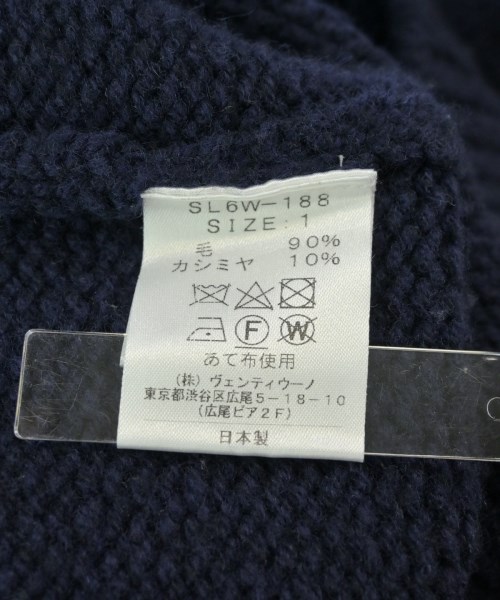 SL6W-188
SIZE:1
毛 90%
カシミヤ 10%
F W
あて布使用
(株) ヴェンティウーノ
東京都渋谷区広尾5-18-10
(広尾ピア2F)
日本製